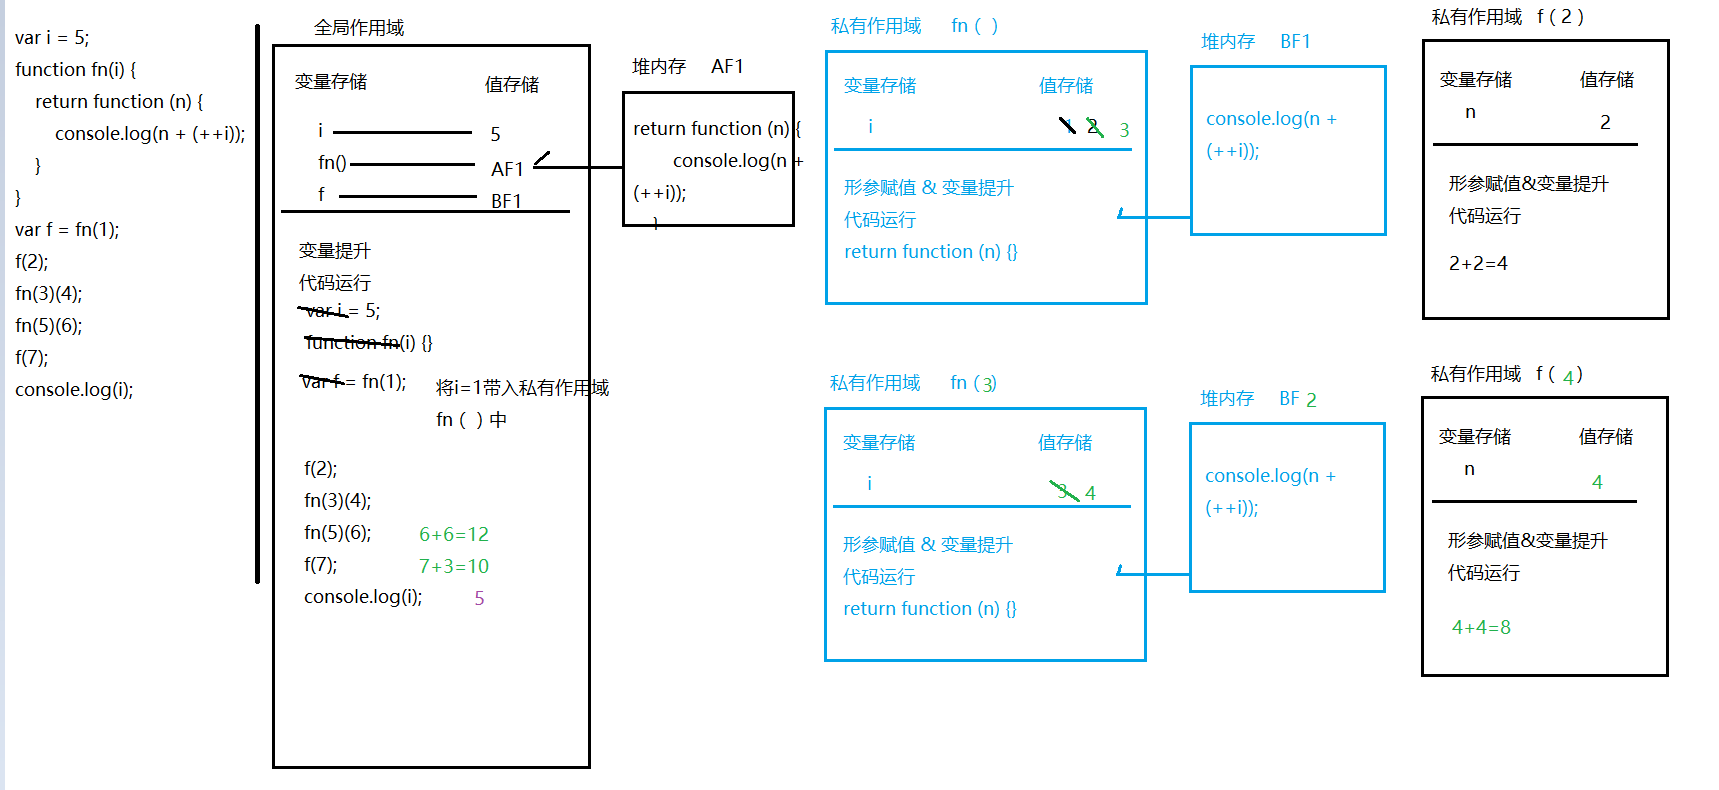 var i = 5;
function fn(i) {
return function (n) {
console.log(n + (++i));
}
}
var f = fn(1);
f(2);
fn(3)(4);
fn(5)(6);
f(7);
console.log(i);
全局作用域
变量存储 值存储
i 5
fn() AF1
f BF1
变量提升
代码运行
var i = 5;
function fn(i) {}
var f = fn(1);
将i=1带入私有作用域
fn ( ) 中
f(2);
fn(3)(4);
fn(5)(6); 6+6=12
f(7); 7+3=10
console.log(i); 5
堆内存 AF1
return function (n) {
console.log(n +
(++i));
}
私有作用域 fn ( )
变量存储 值存储
i 1 2 3
形参赋值 & 变量提升
代码运行
return function (n) {}
堆内存 BF1
console.log(n +
(++i));
私有作用域 f ( 2 )
变量存储 值存储
n 2
形参赋值&变量提升
代码运行
2+2=4
私有作用域 fn ( 3 )
变量存储 值存储
i 3 4
形参赋值 & 变量提升
代码运行
return function (n) {}
堆内存 BF 2
console.log(n +
(++i));
私有作用域 f ( 4 )
变量存储 值存储
n 4
形参赋值&变量提升
代码运行
4+4=8